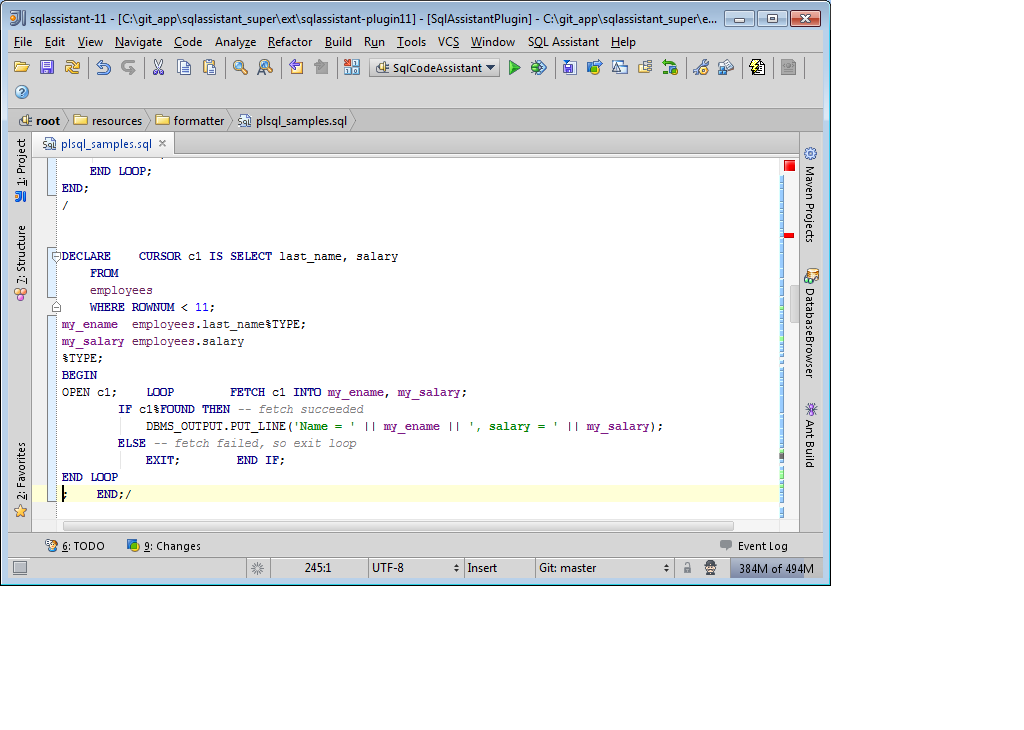 sqlassistant-11 - [C:\git_app\sqlassistant_super\ext\sqlassistant-plugin11] - [SqlAssistantPlugin] - C:\git_app\sqlassistant_super\e...
File Edit View Navigate Code Analyze Refactor Build Run Tools VCS Window SQL Assistant Help
SqlCodeAssistant
root resources formatter plsql_samples.sql
plsql_samples.sql
1: Project
7: Structure
2: Favorites
    END LOOP;
END;
/
DECLARE    CURSOR c1 IS SELECT last_name, salary
    FROM
    employees
    WHERE ROWNUM < 11;
my_ename  employees.last_name%TYPE;
my_salary employees.salary
%TYPE;
BEGIN
OPEN c1;    LOOP        FETCH c1 INTO my_ename, my_salary;
        IF c1%FOUND THEN -- fetch succeeded
            DBMS_OUTPUT.PUT_LINE('Name = ' || my_ename || ', salary = ' || my_salary);
        ELSE -- fetch failed, so exit loop
            EXIT;        END IF;
END LOOP
;    END;/
Maven Projects
DatabaseBrowser
Ant Build
6: TODO 9: Changes Event Log
245:1 UTF-8 Insert Git: master 384M of 494M